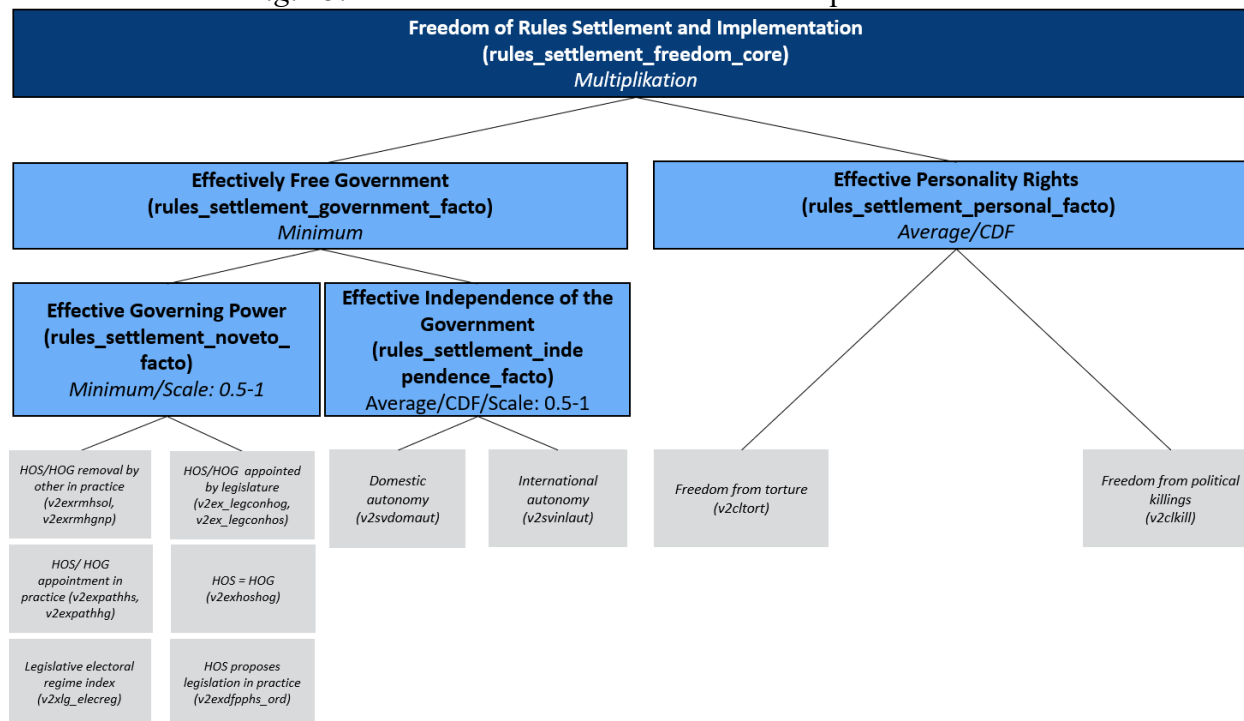 Freedom of Rules Settlement and Implementation
(rules_settlement_freedom_core)
Multiplikation
Effectively Free Government
(rules_settlement_government_facto)
Minimum
Effective Personality Rights
(rules_settlement_personal_facto)
Average/CDF
Effective Governing Power
(rules_settlement_noveto_
facto)
Minimum/Scale: 0.5-1
Effective Independence of the
Government
(rules_settlement_inde
pendence_facto)
Average/CDF/Scale: 0.5-1
HOS/HOG removal by
other in practice
(v2exrmhsol,
v2exrmhgnp)
HOS/HOG appointed
by legislature
(v2ex_legconhog,
v2ex_legconhos)
Domestic
autonomy
(v2svdomaut)
International
autonomy
(v2svinlaut)
Freedom from torture
(v2cltort)
Freedom from political
killings
(v2clkill)
HOS/ HOG
appointment in
practice (v2expathhs,
v2expathhg)
HOS = HOG
(v2exhoshog)
Legislative electoral
regime index
(v2xlg_elecreg)
HOS proposes
legislation in practice
(v2exdfpphs_ord)